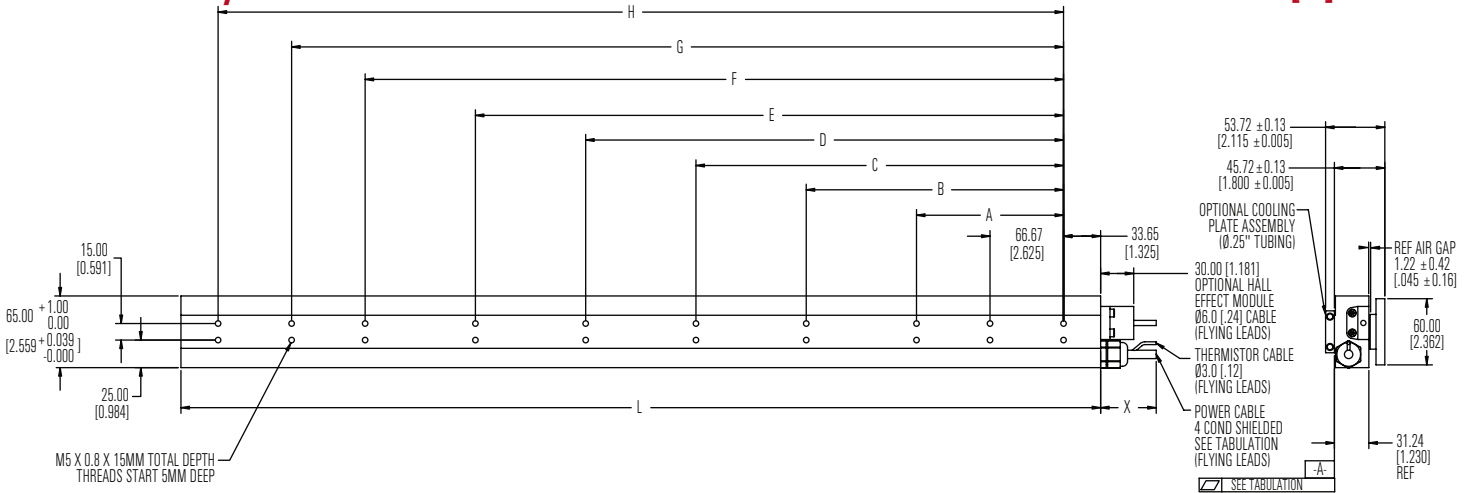 H
G
F
E
D
C
B
A
66.67
[2.625]
33.65
[1.325]
15.00
[0.591]
65.00 +1.00
0.00
[2.559 +0.039
-0.000]
25.00
[0.984]
L
X
M5 X 0.8 X 15MM TOTAL DEPTH
THREADS START 5MM DEEP
30.00 [1.181]
OPTIONAL HALL
EFFECT MODULE
Ø6.0 [.24] CABLE
(FLYING LEADS)
THERMISTOR CABLE
Ø3.0 [.12]
(FLYING LEADS)
POWER CABLE
4 COND SHIELDED
SEE TABULATION
(FLYING LEADS)
53.72 ±0.13
[2.115 ±0.005]
45.72±0.13
[1.800 ±0.005]
OPTIONAL COOLING
PLATE ASSEMBLY
(Ø.25" TUBING)
REF AIR GAP
1.22 ±0.42
[.045 ±0.16]
60.00
[2.362]
31.24
[1.230]
REF
-A-
SEE TABULATION